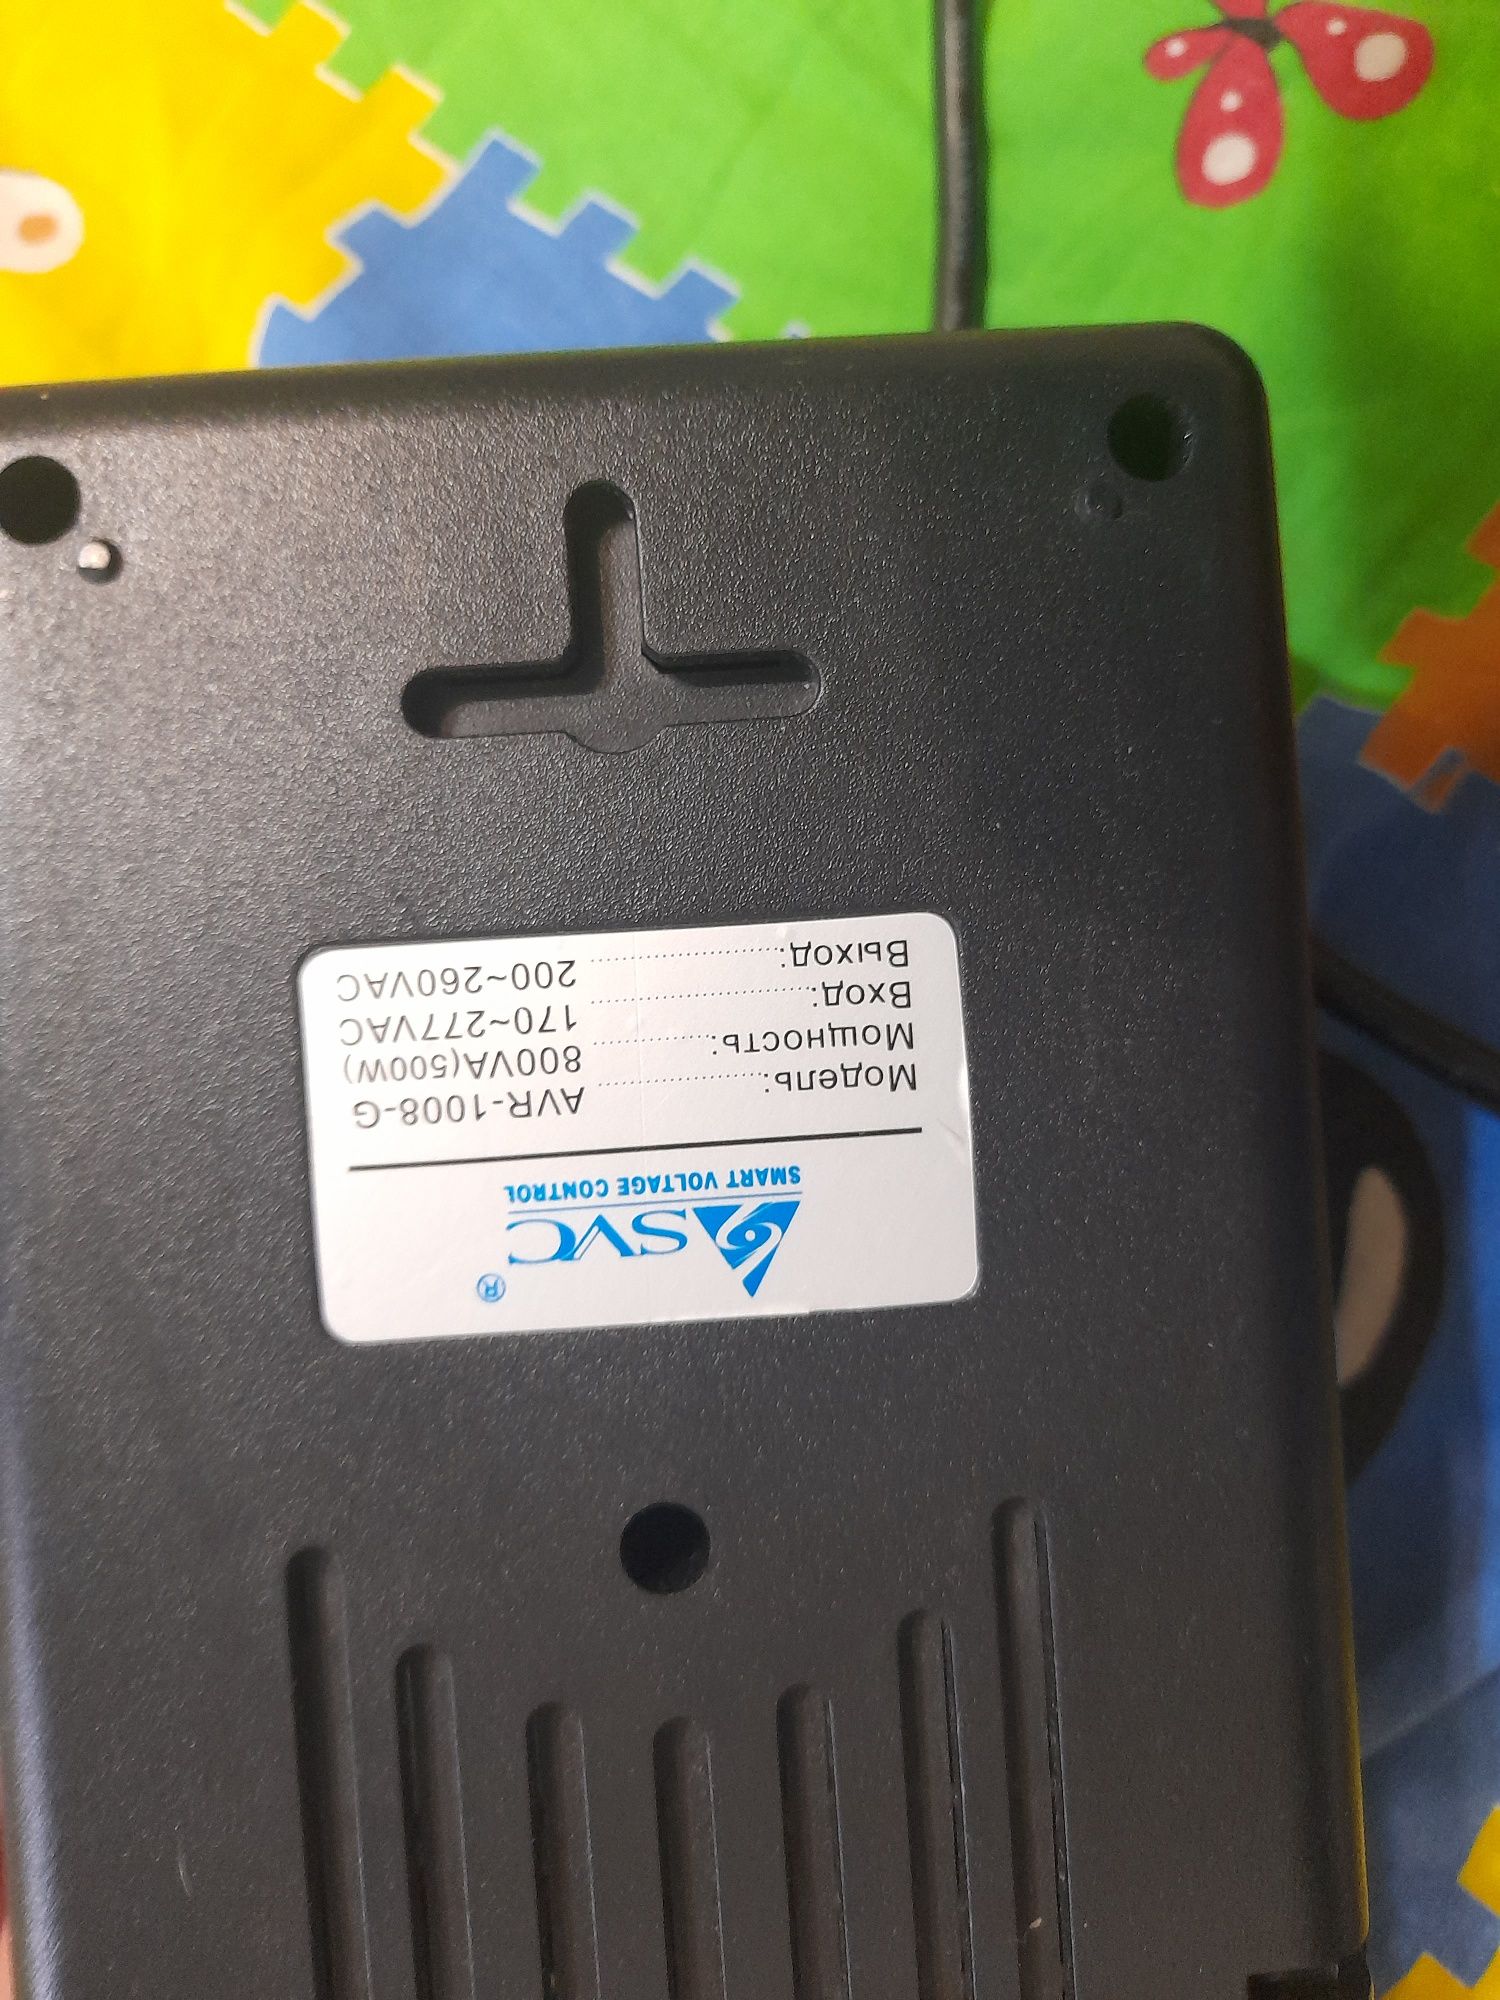 SVC®
SMART VOLTAGE CONTROL
Модель: AVR-1008-G
Мощность: 800VA(500W)
Вход: 170~277VAC
Выход: 200~260VAC